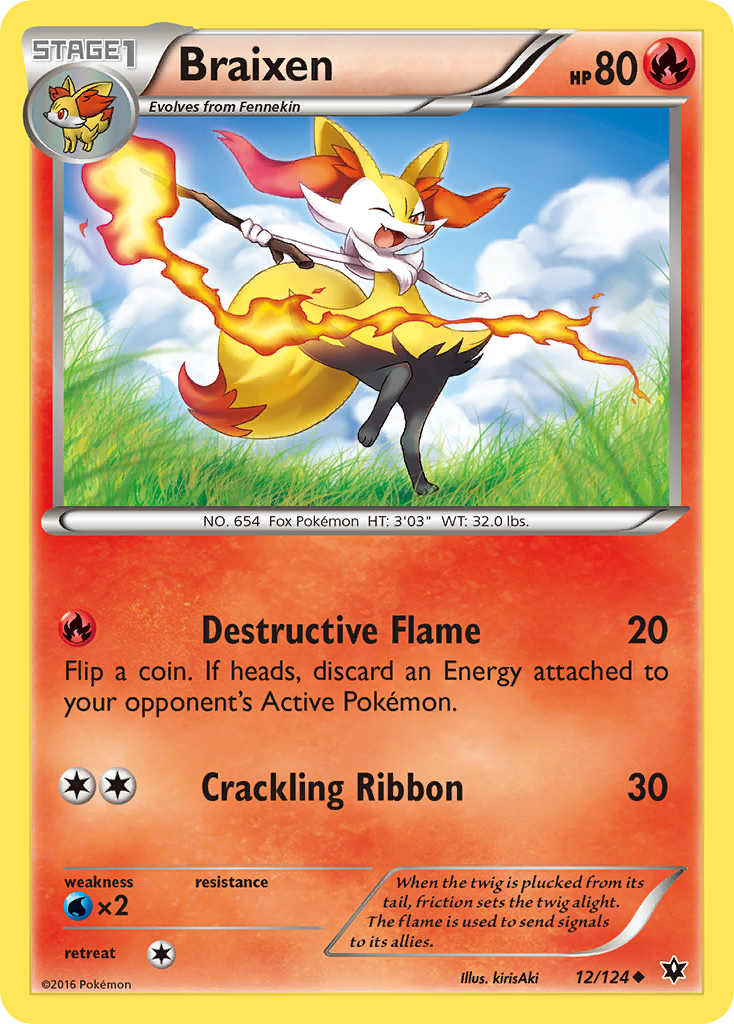 STAGE1
Braixen
HP80
Evolves from Fennekin
NO. 654 Fox Pokémon HT: 3'03" WT: 32.0 lbs.
Destructive Flame 20
Flip a coin. If heads, discard an Energy attached to
your opponent's Active Pokémon.
Crackling Ribbon 30
weakness
×2
resistance
retreat
When the twig is plucked from its
tail, friction sets the twig alight.
The flame is used to send signals
to its allies.
©2016 Pokémon
Illus. kirisAki
12/124